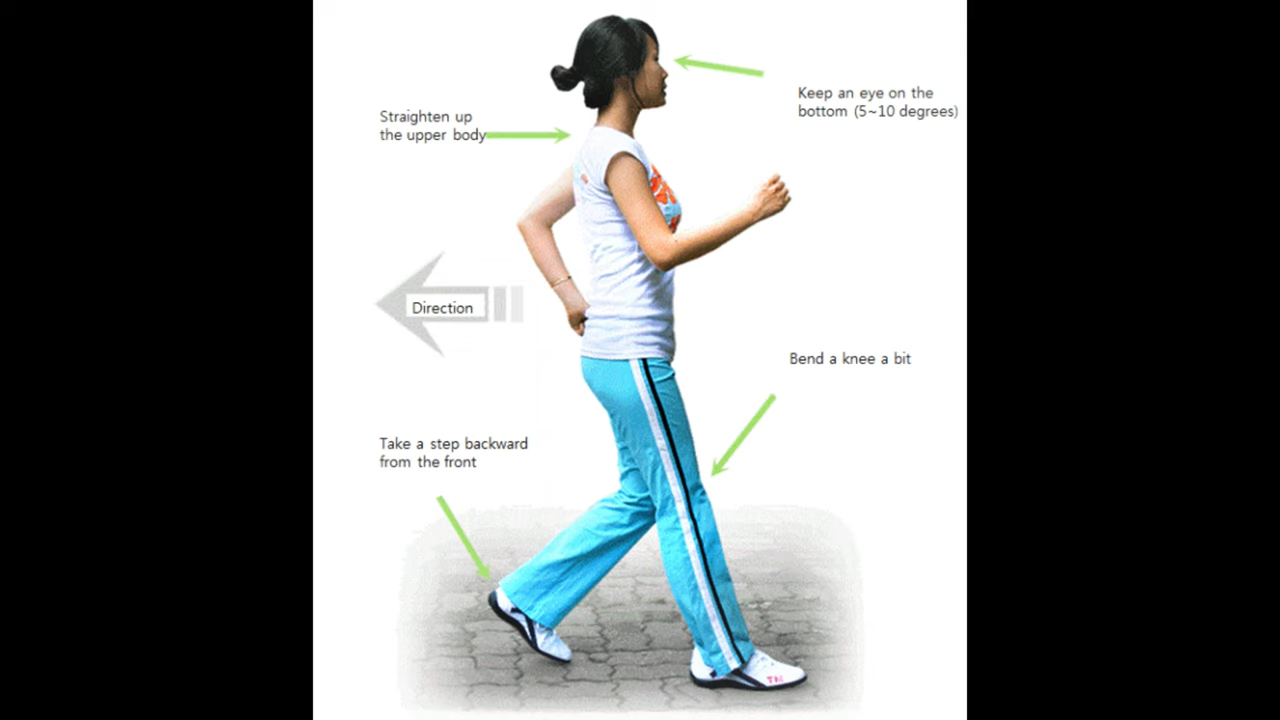 Keep an eye on the
bottom (5~10 degrees)
Straighten up
the upper body
Direction
Bend a knee a bit
Take a step backward
from the front